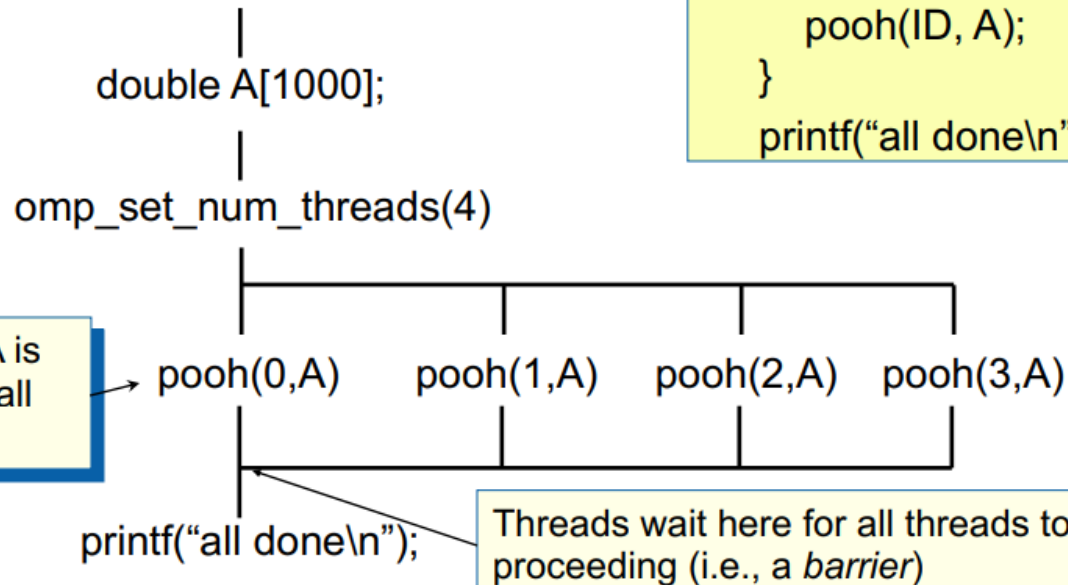 pooh(ID, A);
double A[1000];
}
printf(“all done\n”
omp_set_num_threads(4)
A is
all
pooh(0,A) pooh(1,A) pooh(2,A) pooh(3,A)
Threads wait here for all threads to
printf(“all done\n”);
proceeding (i.e., a barrier)